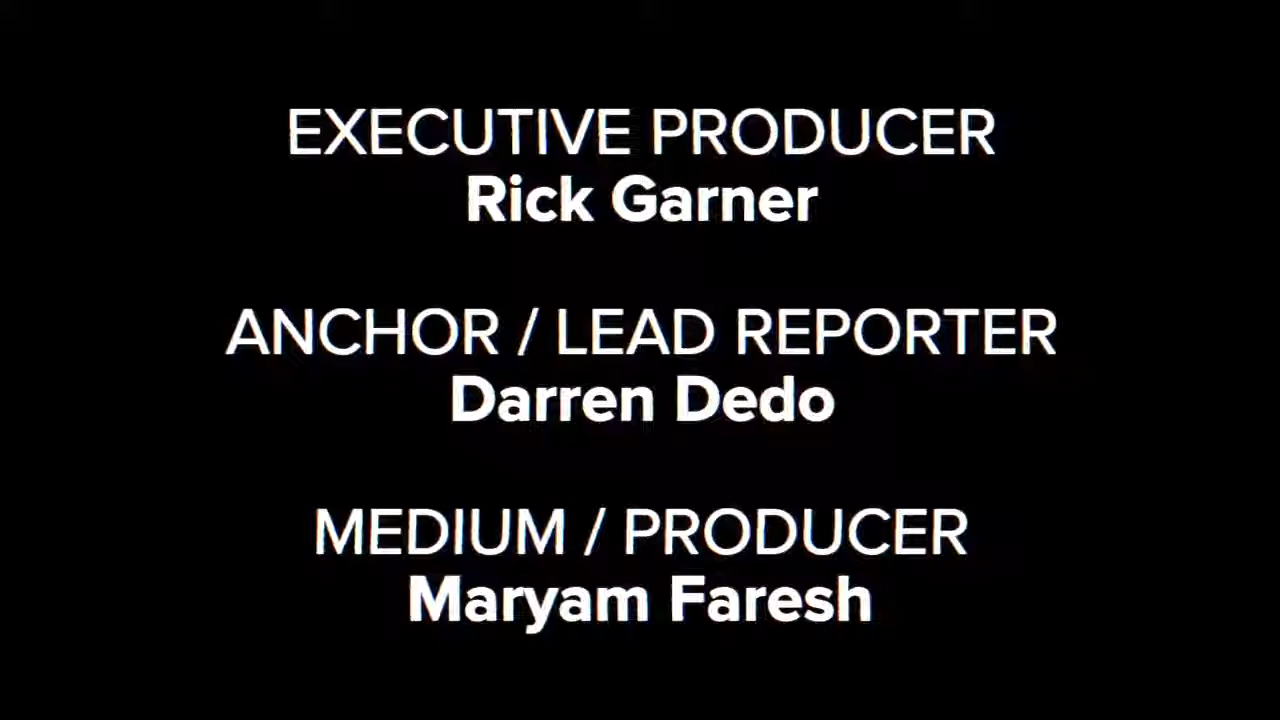 EXECUTIVE PRODUCER
Rick Garner
ANCHOR / LEAD REPORTER
Darren Dedo
MEDIUM / PRODUCER
Maryam Faresh